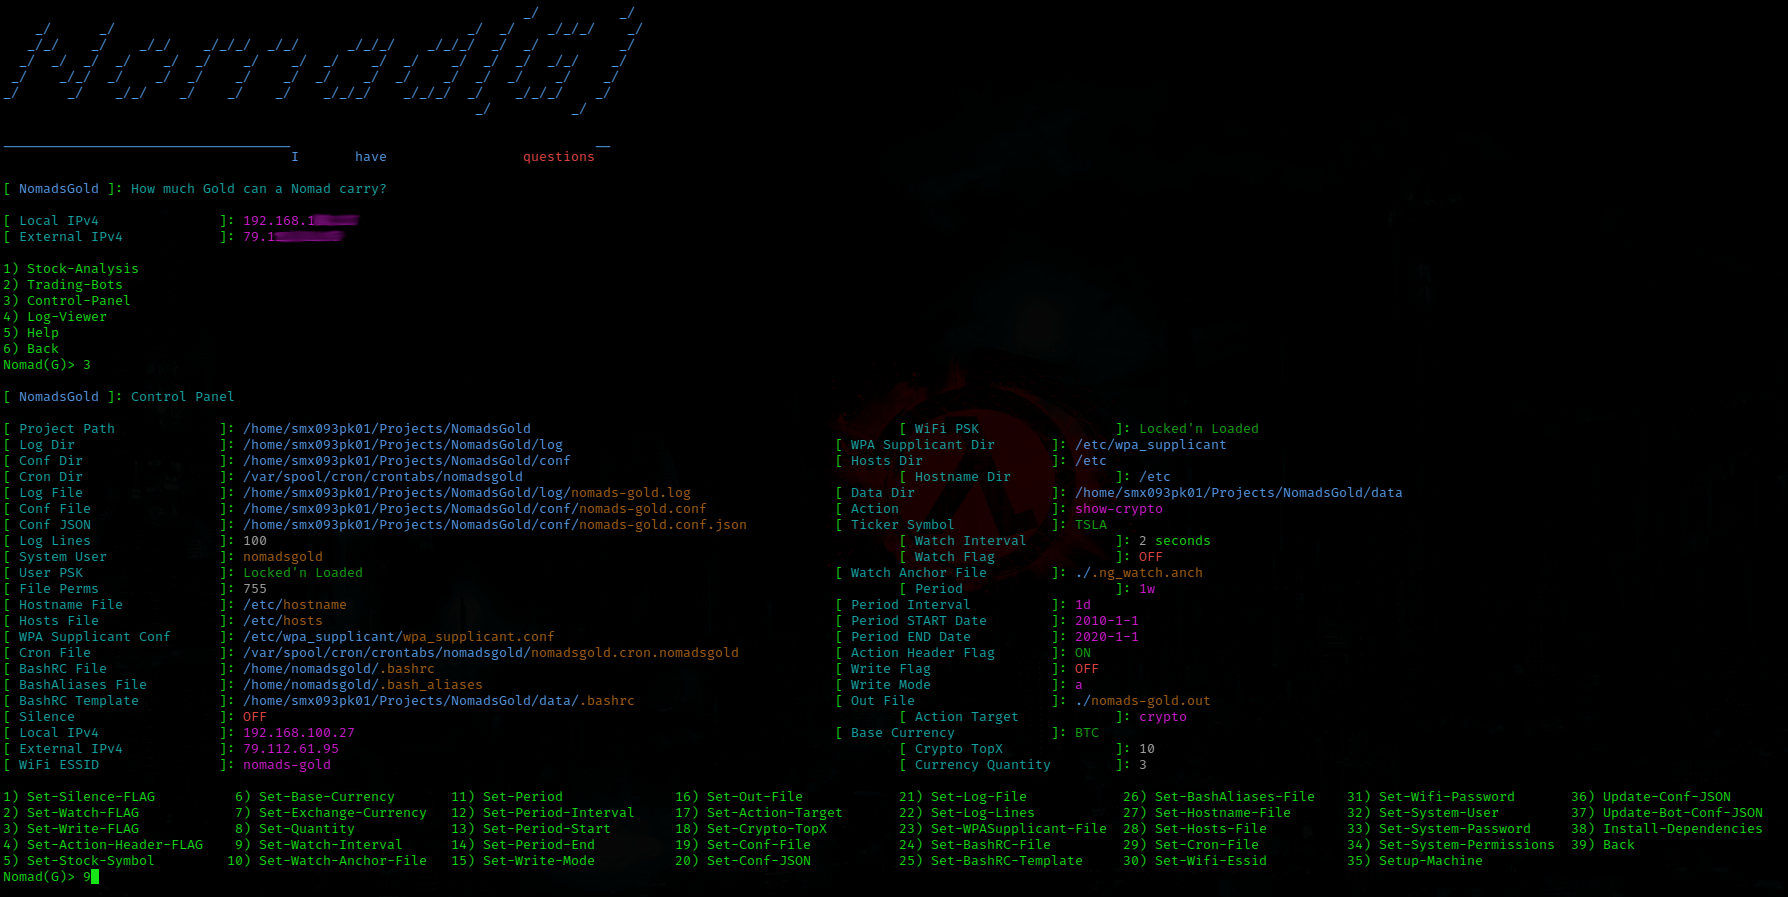 I have questions
[ NomadsGold ]: How much Gold can a Nomad carry?
[ Local IPv4 ]: 192.168.1
[ External IPv4 ]: 79.1
1) Stock-Analysis
2) Trading-Bots
3) Control-Panel
4) Log-Viewer
5) Help
6) Back
Nomad(G)> 3
[ NomadsGold ]: Control Panel
[ Project Path ]: /home/smx093pk01/Projects/NomadsGold [ WiFi PSK ]: Locked'n Loaded
[ Log Dir ]: /home/smx093pk01/Projects/NomadsGold/log [ WPA Supplicant Dir ]: /etc/wpa_supplicant
[ Conf Dir ]: /home/smx093pk01/Projects/NomadsGold/conf [ Hosts Dir ]: /etc
[ Cron Dir ]: /var/spool/cron/crontabs/nomadsgold [ Hostname Dir ]: /etc
[ Log File ]: /home/smx093pk01/Projects/NomadsGold/log/nomads-gold.log [ Data Dir ]: /home/smx093pk01/Projects/NomadsGold/data
[ Conf File ]: /home/smx093pk01/Projects/NomadsGold/conf/nomads-gold.conf [ Action ]: show-crypto
[ Conf JSON ]: /home/smx093pk01/Projects/NomadsGold/conf/nomads-gold.conf.json [ Ticker Symbol ]: TSLA
[ Log Lines ]: 100 [ Watch Interval ]: 2 seconds
[ System User ]: nomadsgold [ Watch Flag ]: OFF
[ User PSK ]: Locked'n Loaded [ Watch Anchor File ]: ./.ng_watch.anch
[ File Perms ]: 755 [ Period ]: 1w
[ Hostname File ]: /etc/hostname [ Period Interval ]: 1d
[ Hosts File ]: /etc/hosts [ Period START Date ]: 2010-1-1
[ WPA Supplicant Conf ]: /etc/wpa_supplicant/wpa_supplicant.conf [ Period END Date ]: 2020-1-1
[ Cron File ]: /var/spool/cron/crontabs/nomadsgold/nomadsgold.cron.nomadsgold [ Action Header Flag ]: ON
[ BashRC File ]: /home/nomadsgold/.bashrc [ Write Flag ]: OFF
[ BashAliases File ]: /home/nomadsgold/.bash_aliases [ Write Mode ]: a
[ BashRC Template ]: /home/smx093pk01/Projects/NomadsGold/data/.bashrc [ Out File ]: ./nomads-gold.out
[ Silence ]: OFF [ Action Target ]: crypto
[ Local IPv4 ]: 192.168.100.27 [ Base Currency ]: BTC
[ External IPv4 ]: 79.112.61.95 [ Crypto TopX ]: 10
[ WiFi ESSID ]: nomads-gold [ Currency Quantity ]: 3
1) Set-Silence-FLAG 6) Set-Base-Currency 11) Set-Period 16) Set-Out-File 21) Set-Log-File 26) Set-BashAliases-File 31) Set-Wifi-Password 36) Update-Conf-JSON
2) Set-Watch-FLAG 7) Set-Exchange-Currency 12) Set-Period-Interval 17) Set-Action-Target 22) Set-Log-Lines 27) Set-Hostname-File 32) Set-System-User 37) Update-Bot-Conf-JSON
3) Set-Write-FLAG 8) Set-Quantity 13) Set-Period-Start 18) Set-Crypto-TopX 23) Set-WPASupplicant-File 28) Set-Hosts-File 33) Set-System-Password 38) Install-Dependencies
4) Set-Action-Header-FLAG 9) Set-Watch-Interval 14) Set-Period-End 19) Set-Conf-File 24) Set-BashRC-File 29) Set-Cron-File 34) Set-System-Permissions 39) Back
5) Set-Stock-Symbol 10) Set-Watch-Anchor-File 15) Set-Write-Mode 20) Set-Conf-JSON 25) Set-BashRC-Template 30) Set-Wifi-Essid 35) Setup-Machine
Nomad(G)> 9